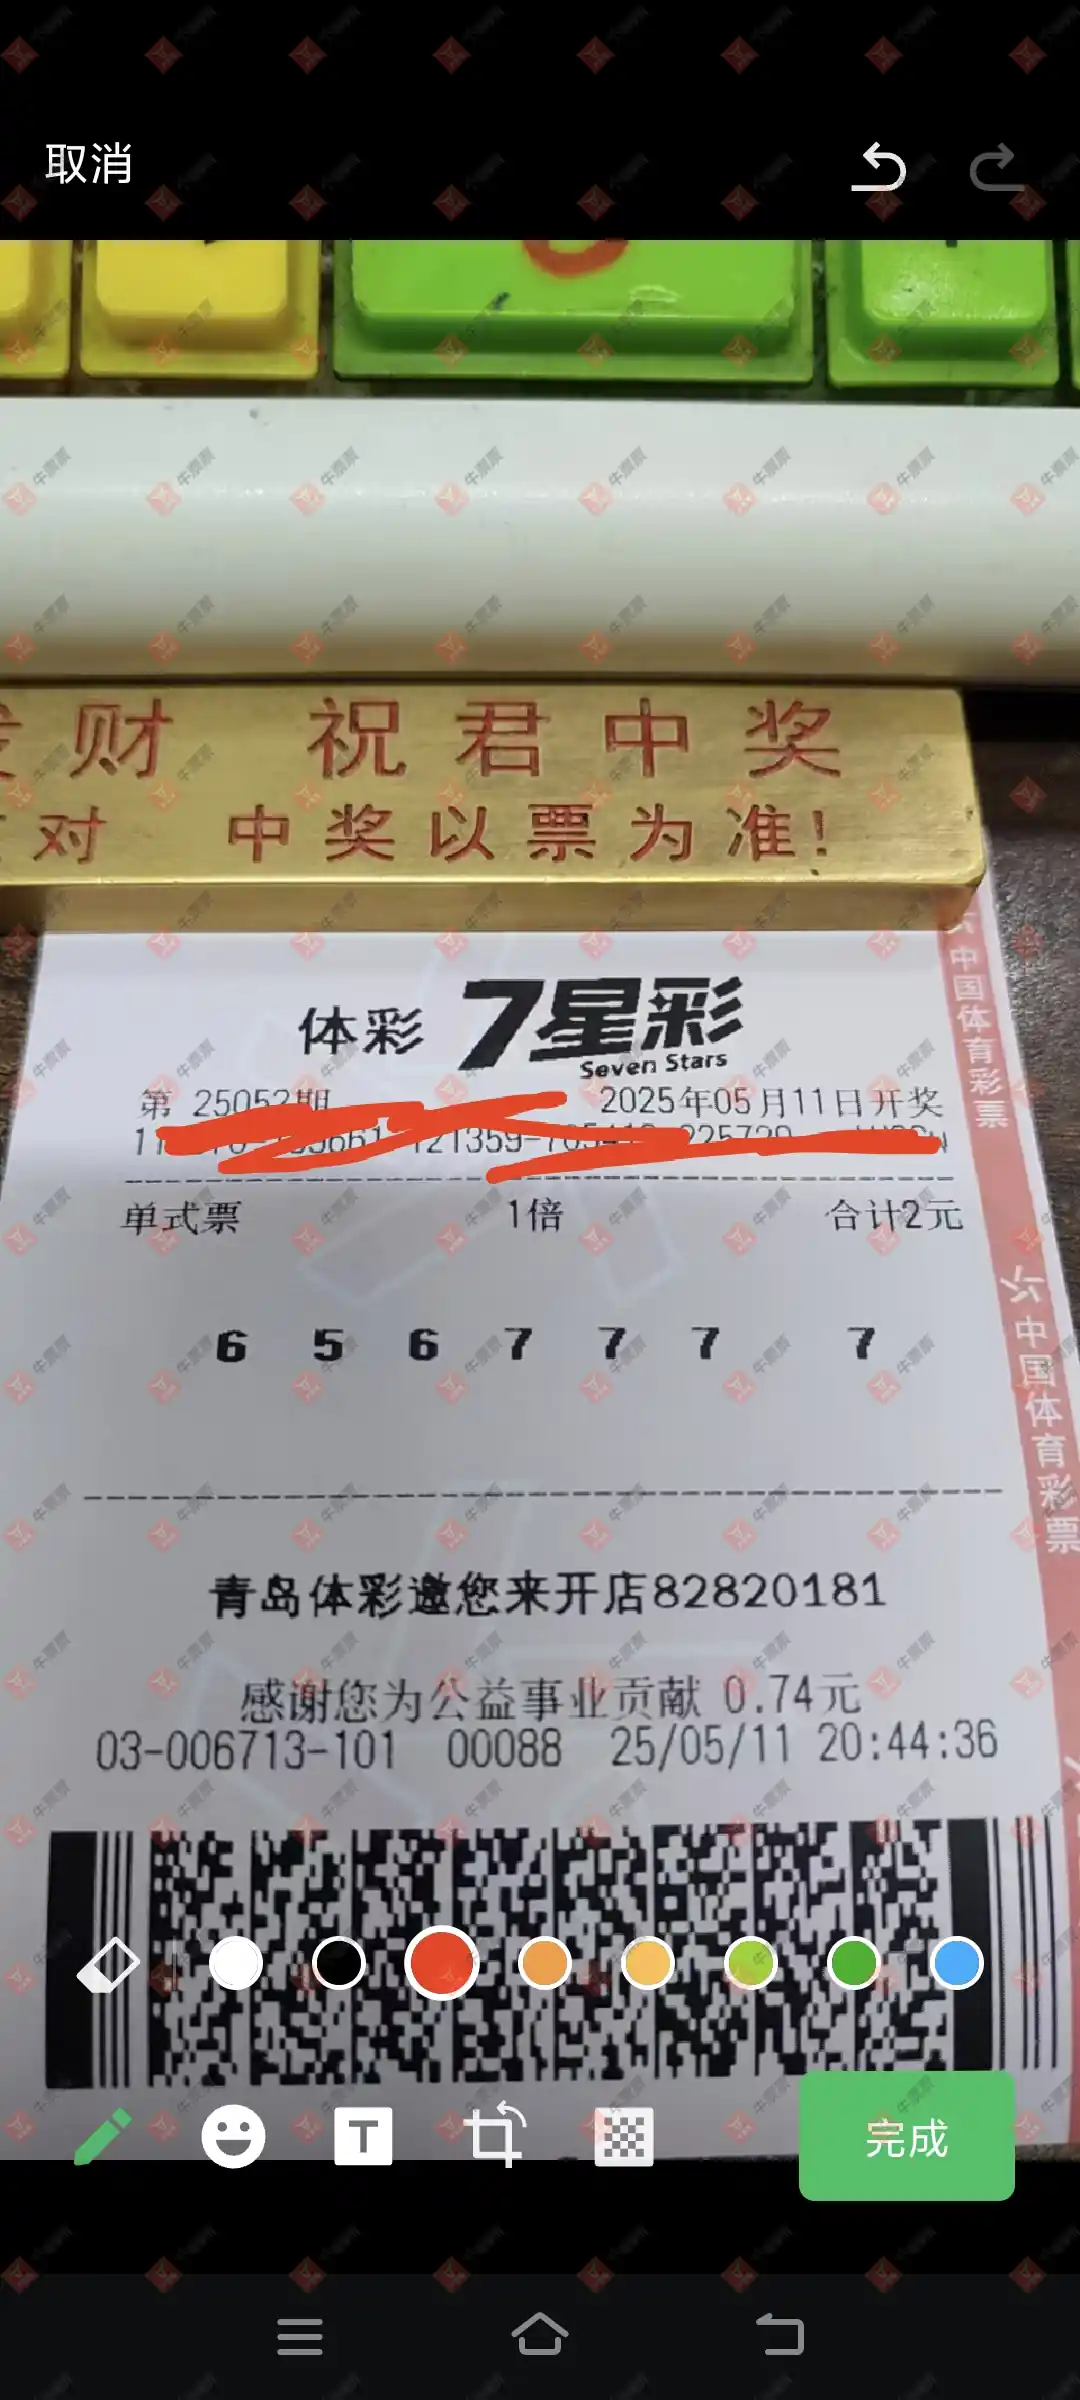 取消
财 祝君中奖
对 中奖以票为准!
体彩 7星彩
Seven Stars
第 25052期 2025年05月11日开奖
121359-
单式票 1倍 合计2元
6 5 6 7 7 7 7
青岛体彩邀您来开店82820181
感谢您为公益事业贡献 0.74元
03-006713-101 00088 25/05/11 20:44:36
中国体育彩票
中国体育彩票
T
完成
牛票票